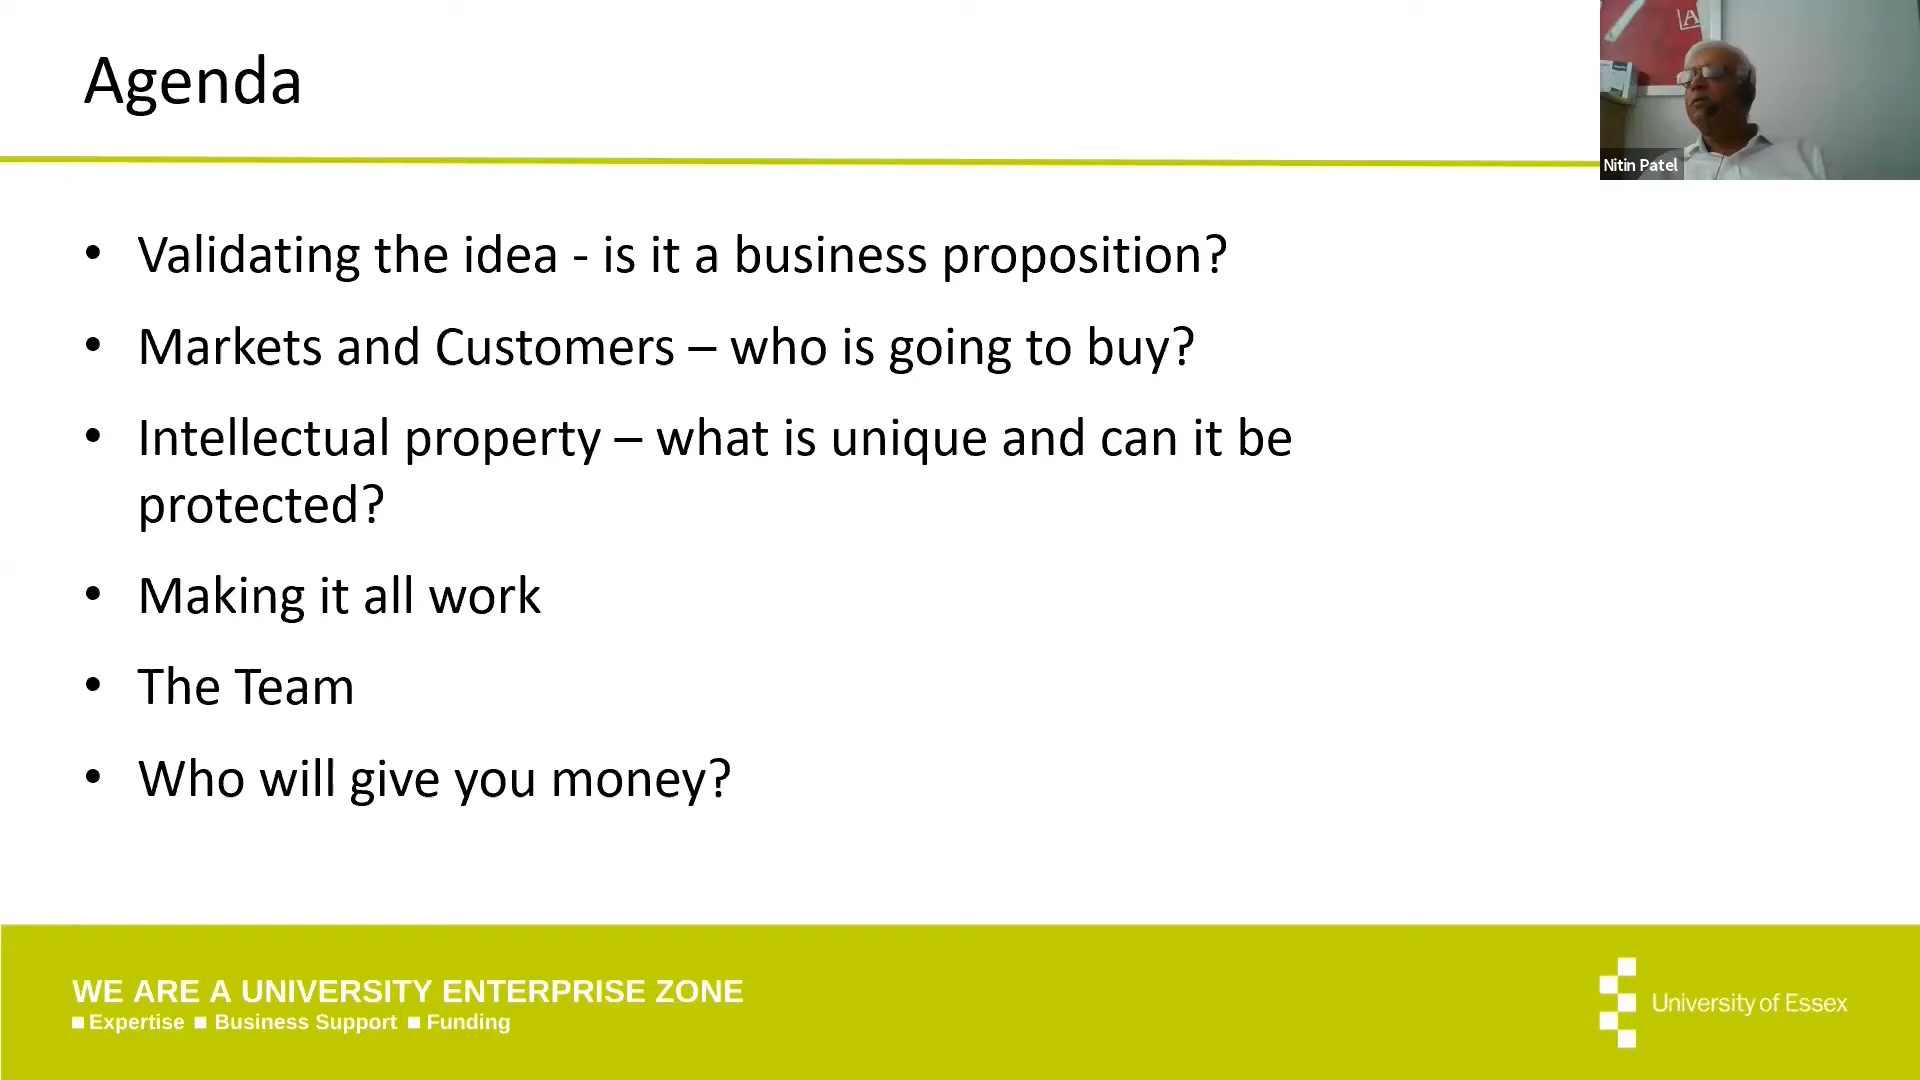 Agenda
A
Nitin Patel
• Validating the idea - is it a business proposition?
• Markets and Customers – who is going to buy?
• Intellectual property – what is unique and can it be
protected?
• Making it all work
• The Team
• Who will give you money?
WE ARE A UNIVERSITY ENTERPRISE ZONE
■ Expertise ■ Business Support ■ Funding
University of Essex